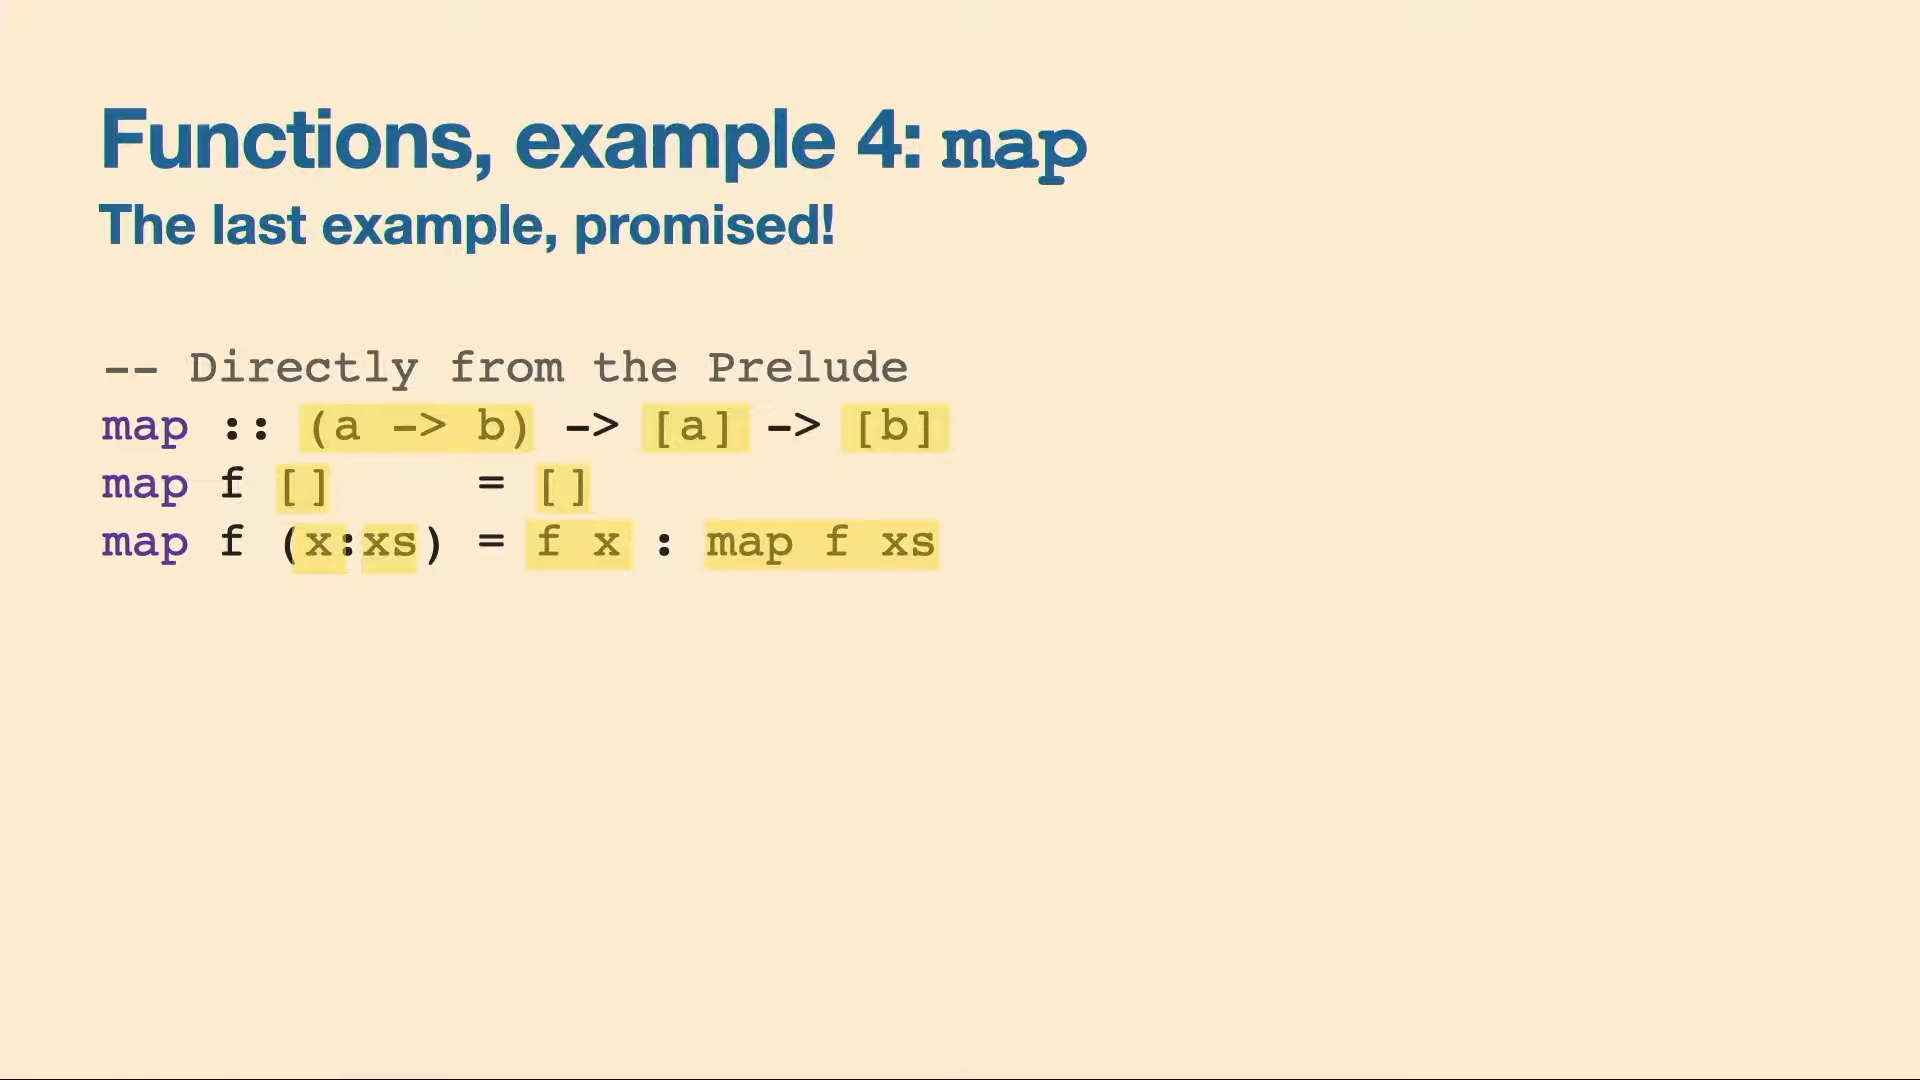 Functions, example 4: map
The last example, promised!
-- Directly from the Prelude
map :: (a -> b) -> [a] -> [b]
map f []     = []
map f (x:xs) = f x : map f xs